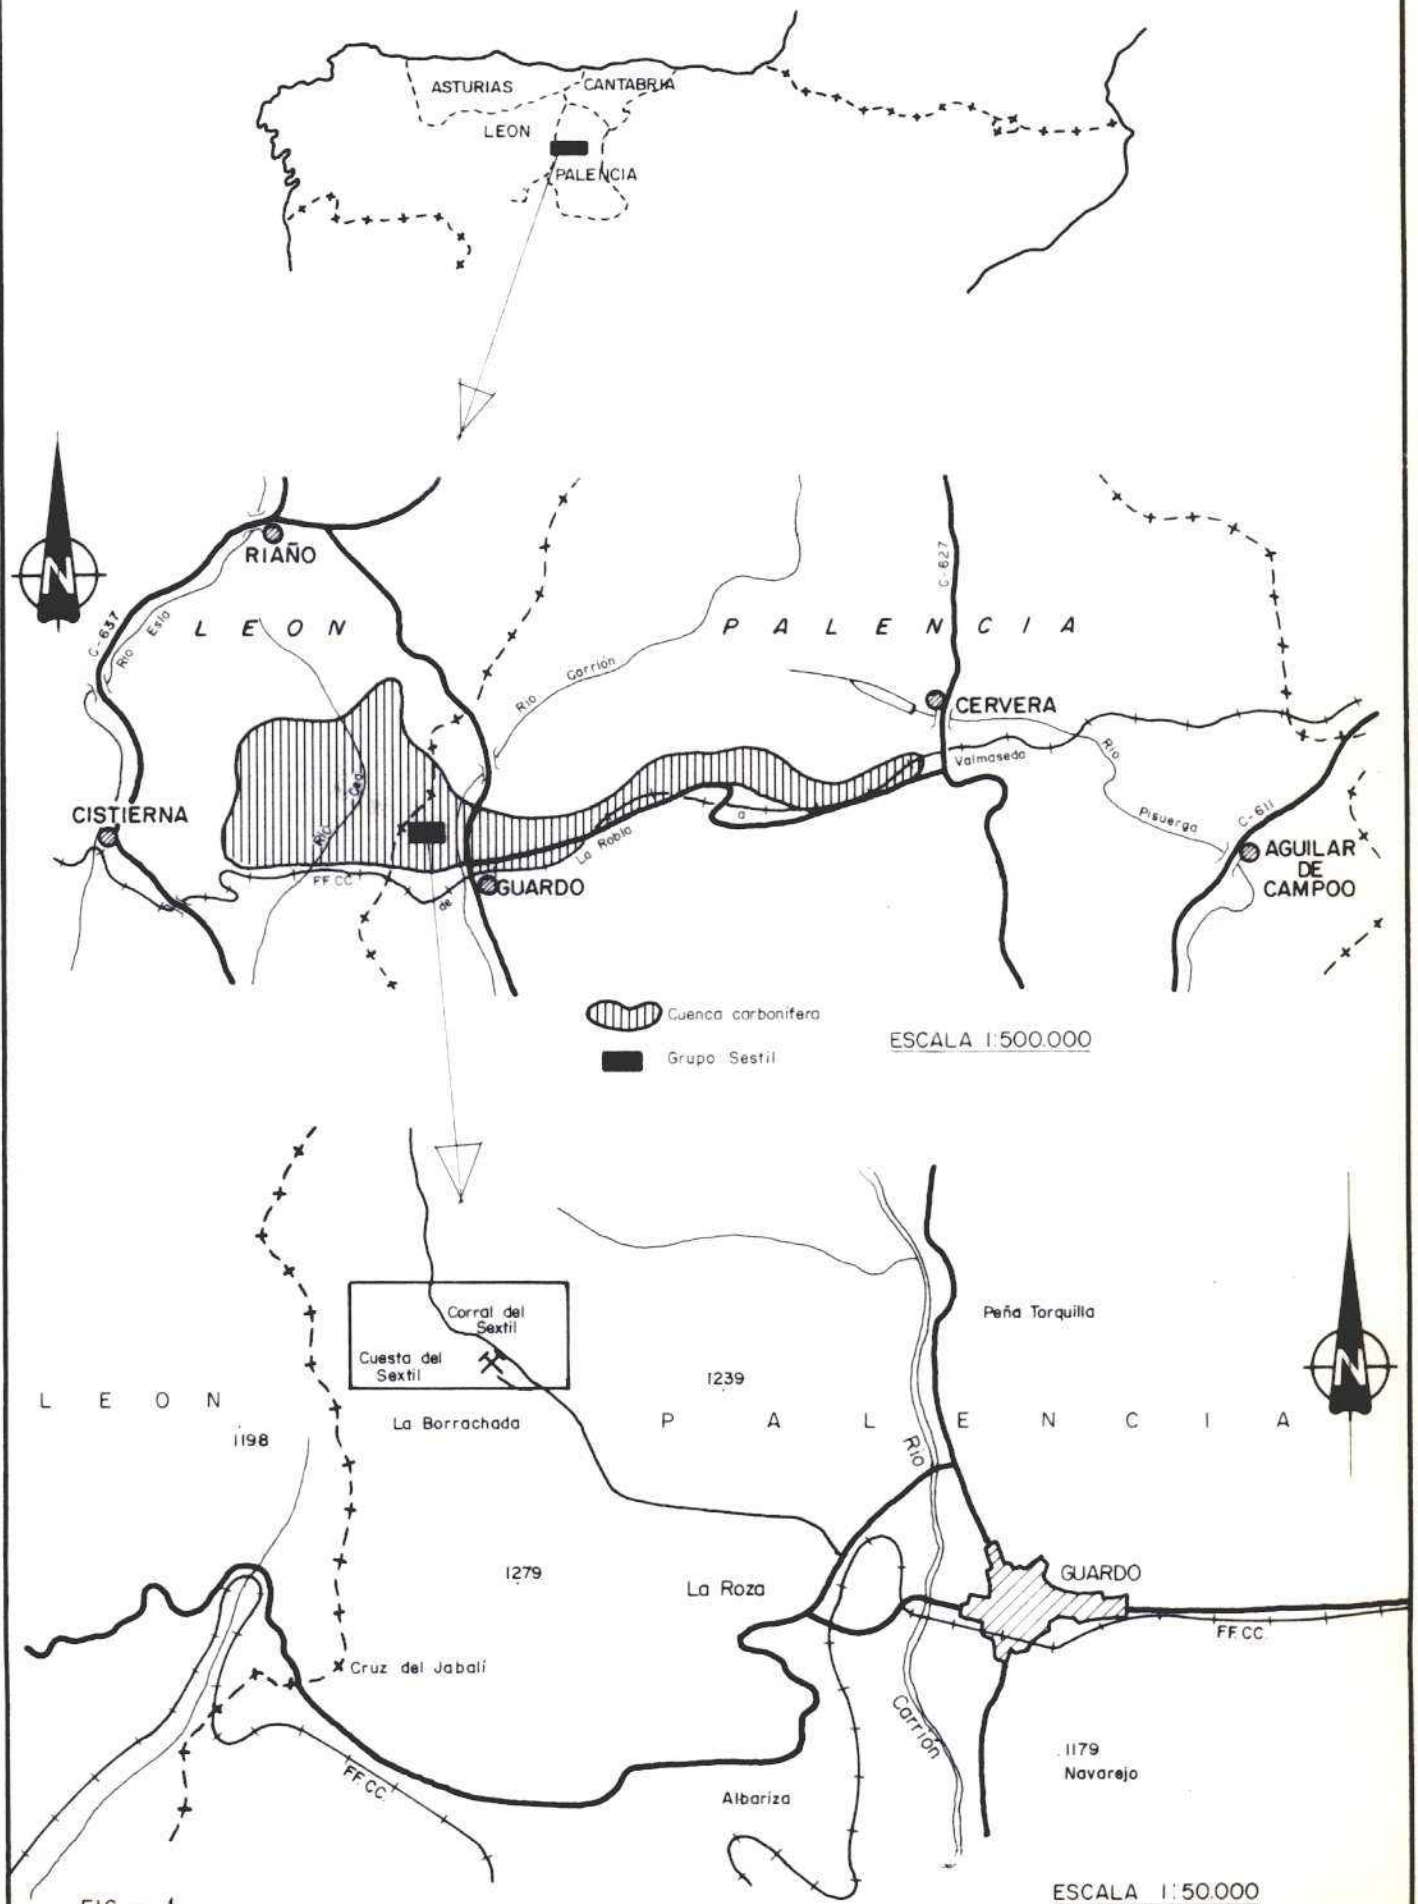 ASTURIAS
CANTABRIA
LEON
PALENCIA
N
RIAÑO
C-637
Rio Esla
L E O N
Rio Carrión
P A L E N C I A
C-627
CERVERA
Valmaseda
Rio
Pisuerga
C-611
AGUILAR
DE
CAMPOO
CISTIERNA
Rio Cea
FF.CC.
de
La Robla
a
GUARDO
Cuenca carbonifera
Grupo Sestil
ESCALA 1:500.000
Corral del
Sextil
Cuesta del
Sextil
Peña Torquilla
N
1239
L E O N
1198
La Borrachada
P A L E N C I A
Rio
1279
La Roza
GUARDO
FF.CC.
Cruz del Jabalí
FF.CC.
Carrión
1179
Navarejo
Albariza
ESCALA 1:50.000